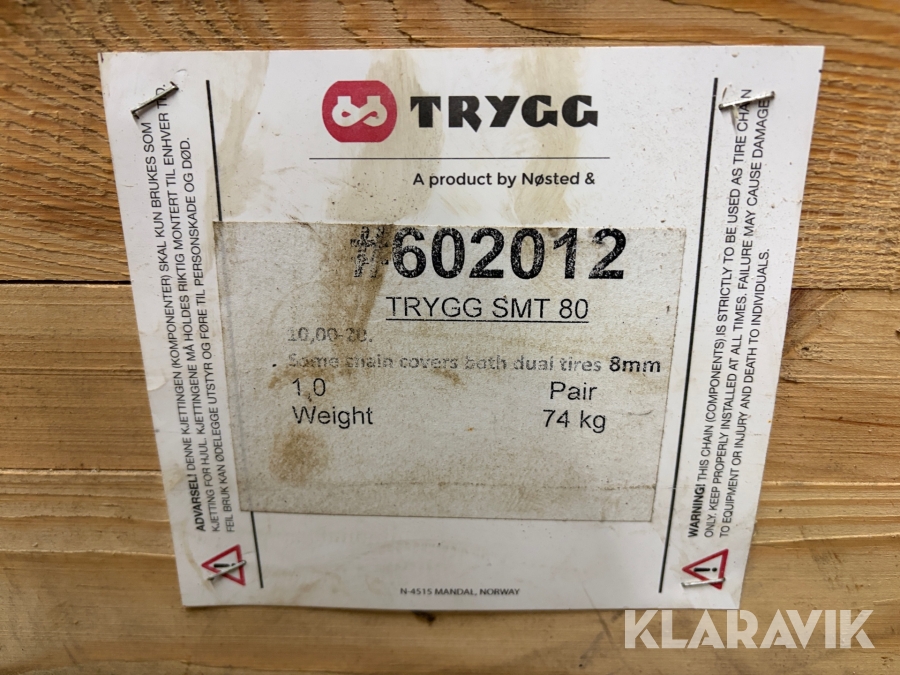 TRYGG
A product by Nøsted &
#602012
TRYGG SMT 80
10,00-20.
Some chain covers both dual tires 8mm
1,0 Pair
Weight 74 kg
ADVARSEL! DENNE KJETTINGEN (KOMPONENTER) SKAL KUN BRUKES SOM
KJETTING FOR HJUL. KJETTINGENE MÅ HOLDES RIKTIG MONTERT TIL ENHVER TID.
FEIL BRUK KAN ØDELEGGE UTSTYR OG FØRE TIL PERSONSKADE OG DØD.
WARNING! THIS CHAIN (COMPONENTS) IS STRICTLY TO BE USED AS TIRE CHAIN
ONLY. KEEP PROPERLY INSTALLED AT ALL TIMES. FAILURE MAY CAUSE DAMAGE
TO EQUIPMENT OR INJURY AND DEATH TO INDIVIDUALS.
N-4515 MANDAL, NORWAY
KLARAVIK